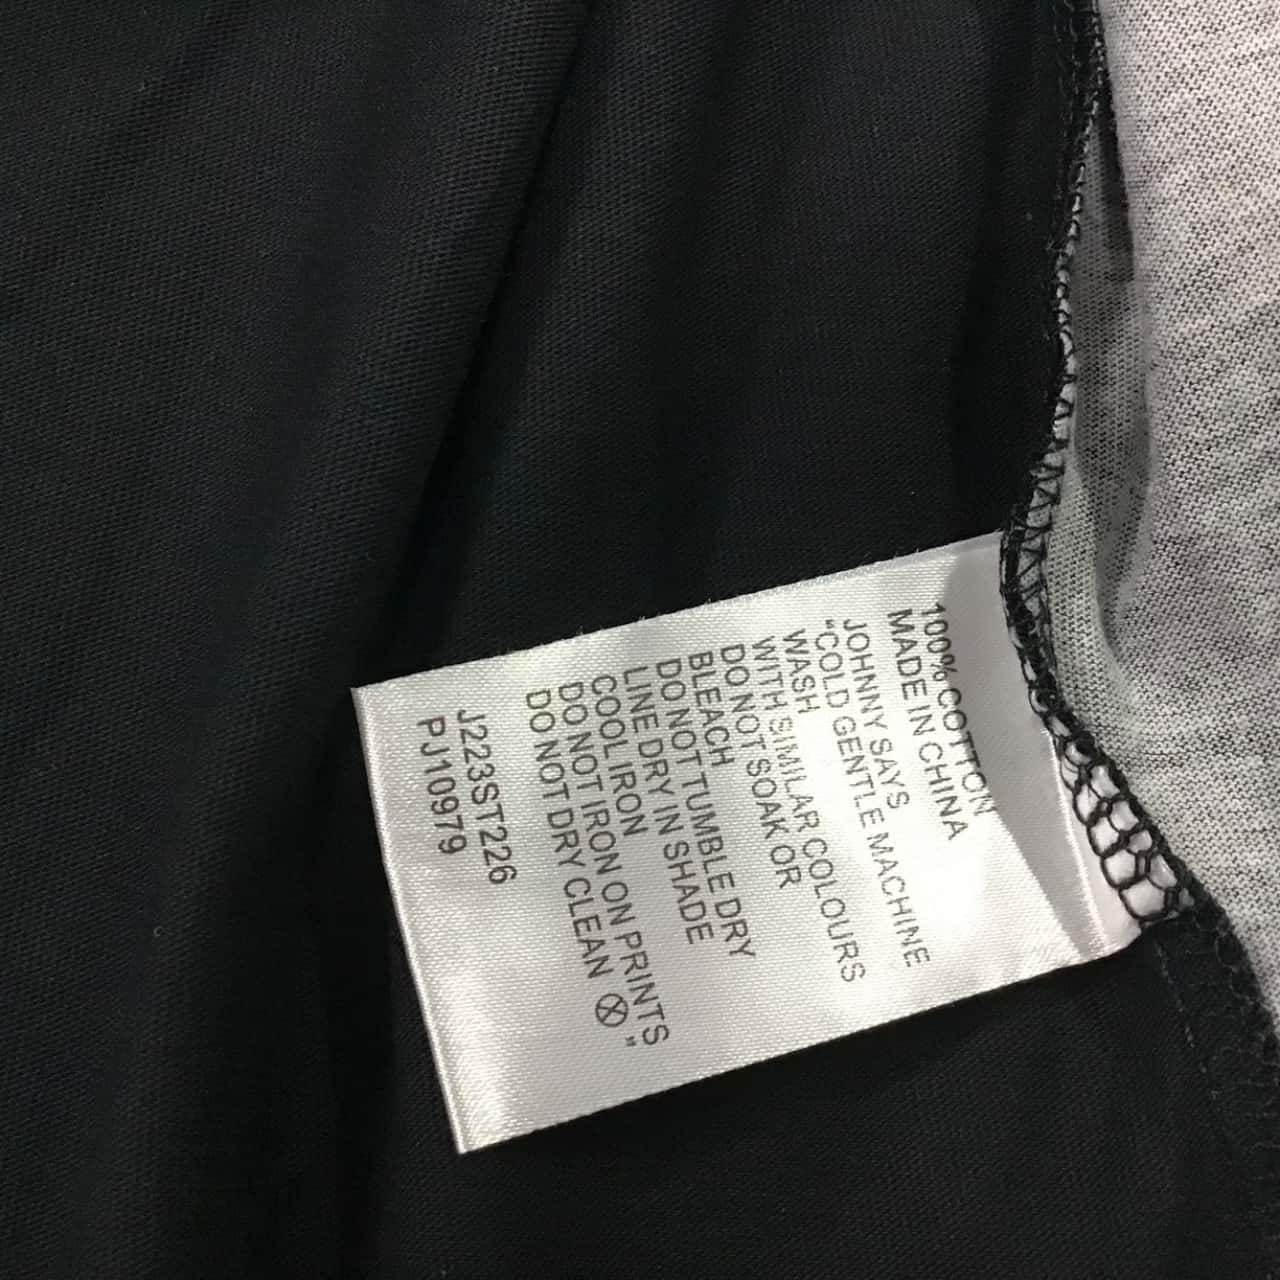 100% COTTON
MADE IN CHINA
JOHNNY SAYS
"COLD GENTLE MACHINE
WASH
WITH SIMILAR COLOURS
DO NOT SOAK OR
BLEACH
DO NOT TUMBLE DRY
LINE DRY IN SHADE
COOL IRON
DO NOT IRON ON PRINTS
DO NOT DRY CLEAN ⓧ "
J223ST226
PJ10979